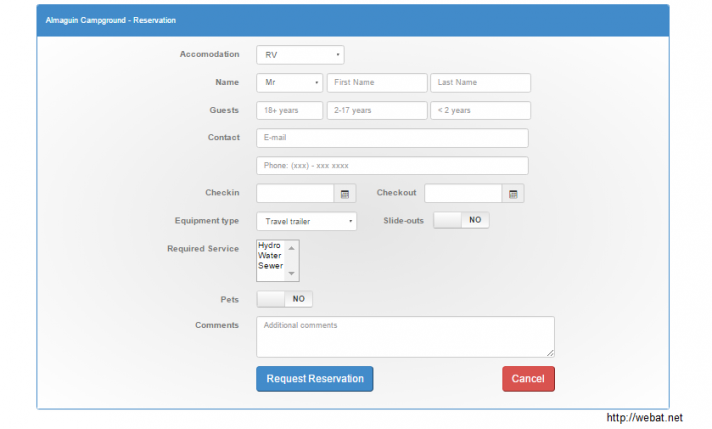 Almaguin Campground - Reservation
Accomodation RV
Name Mr First Name Last Name
Guests 18+ years 2-17 years < 2 years
Contact E-mail
Phone: (xxx) - xxx xxxx
Checkin Checkout
Equipment type Travel trailer Slide-outs NO
Required Service Hydro
Water
Sewer
Pets NO
Comments Additional comments
Request Reservation Cancel
http://webat.net